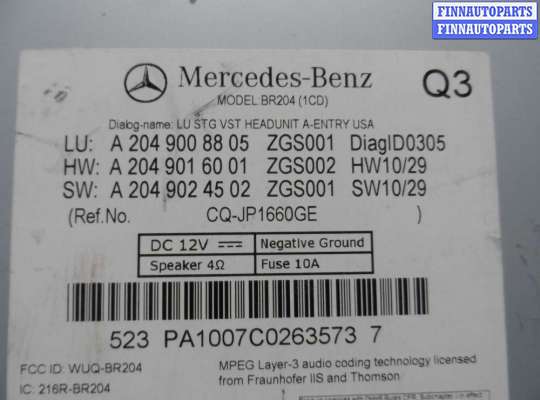 FINNAUTOPARTS
FINNAUTOPARTS
Mercedes-Benz
Q3
MODEL BR204 (1CD)
Dialog-name: LU STG VST HEADUNIT A-ENTRY USA
LU: A 204 900 88 05 ZGS001 DiagID0305
HW: A 204 901 60 01 ZGS002 HW10/29
SW: A 204 902 45 02 ZGS001 SW10/29
(Ref.No. CQ-JP1660GE )
DC 12V Negative Ground
Speaker 4Ω Fuse 10A
523 PA1007C0263573 7
FCC ID: WUQ-BR204
IC: 216R-BR204
MPEG Layer-3 audio coding technology licensed
from Fraunhofer IIS and Thomson